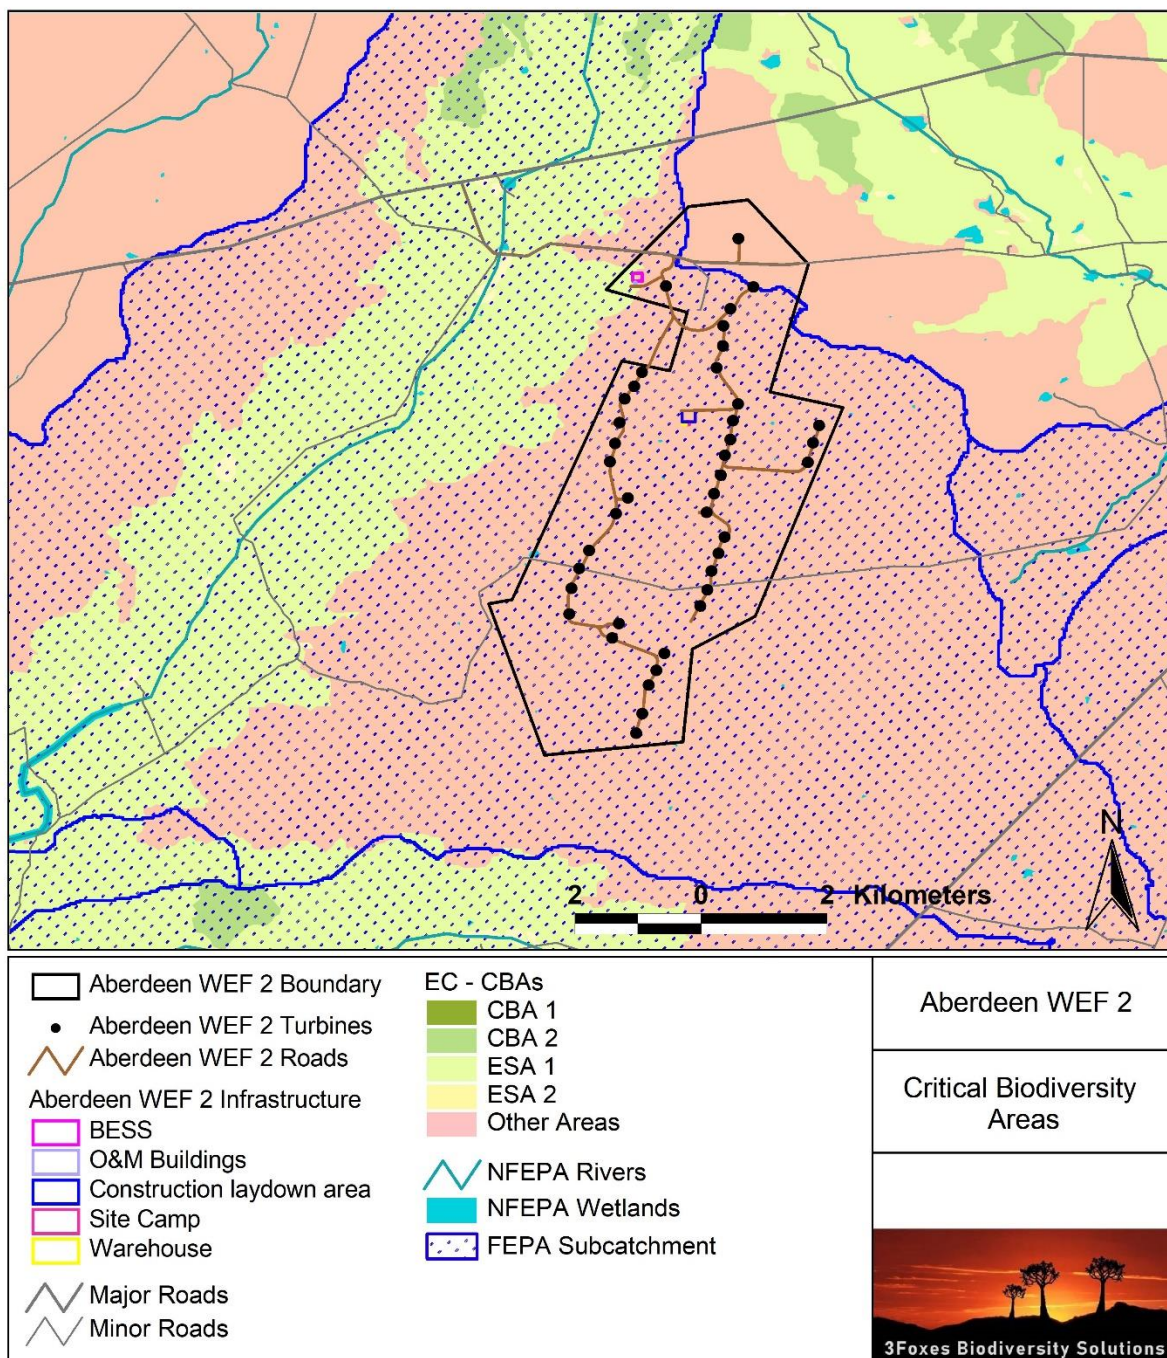 N
2 0 2 Kilometers
Aberdeen WEF 2 Boundary
Aberdeen WEF 2 Turbines
Aberdeen WEF 2 Roads
Aberdeen WEF 2 Infrastructure
BESS
O&M Buildings
Construction laydown area
Site Camp
Warehouse
Major Roads
Minor Roads
EC - CBAs
CBA 1
CBA 2
ESA 1
ESA 2
Other Areas
NFEPA Rivers
NFEPA Wetlands
FEPA Subcatchment
Aberdeen WEF 2
Critical Biodiversity
Areas
3Foxes Biodiversity Solutions